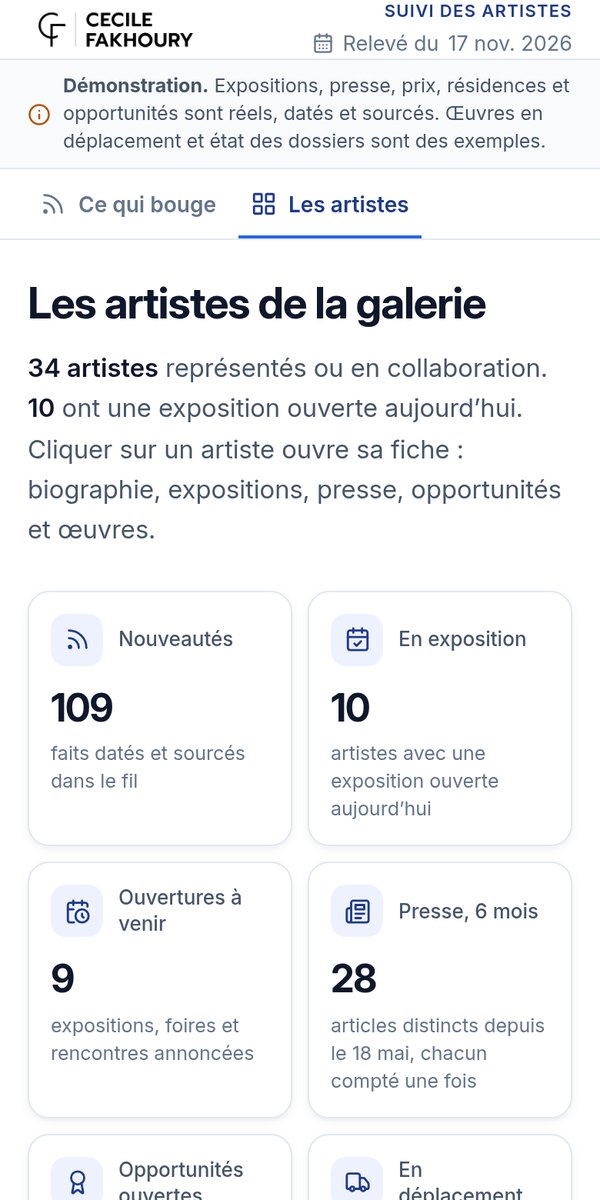 CECILE
FAKHOURY
SUIVI DES ARTISTES
Relevé du 17 nov. 2026
Démonstration. Expositions, presse, prix, résidences et
opportunités sont réels, datés et sourcés. Œuvres en
déplacement et état des dossiers sont des exemples.
Ce qui bouge
Les artistes
Les artistes de la galerie
34 artistes représentés ou en collaboration.
10 ont une exposition ouverte aujourd’hui.
Cliquer sur un artiste ouvre sa fiche :
biographie, expositions, presse, opportunités
et œuvres.
Nouveautés
109
faits datés et sourcés
dans le fil
En exposition
10
artistes avec une
exposition ouverte
aujourd’hui
Ouvertures à
venir
9
expositions, foires et
rencontres annoncées
Presse, 6 mois
28
articles distincts depuis
le 18 mai, chacun
compté une fois
Opportunités
ouvertes
En
déplacement